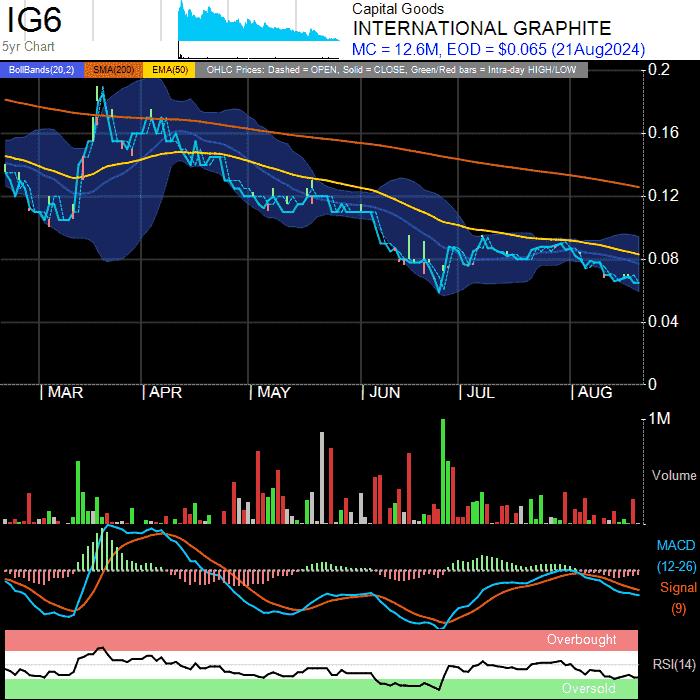 IG6
5yr Chart
Capital Goods
INTERNATIONAL GRAPHITE
MC = 12.6M, EOD = $0.065 (21Aug2024)
BollBands(20,2) SMA(200) EMA(50) OHLC Prices: Dashed = OPEN, Solid = CLOSE, Green/Red bars = Intra-day HIGH/LOW
0.2
0.16
0.12
0.08
0.04
0
MAR APR MAY JUN JUL AUG
1M
Volume
MACD
(12-26)
Signal
(9)
Overbought
RSI(14)
Oversold